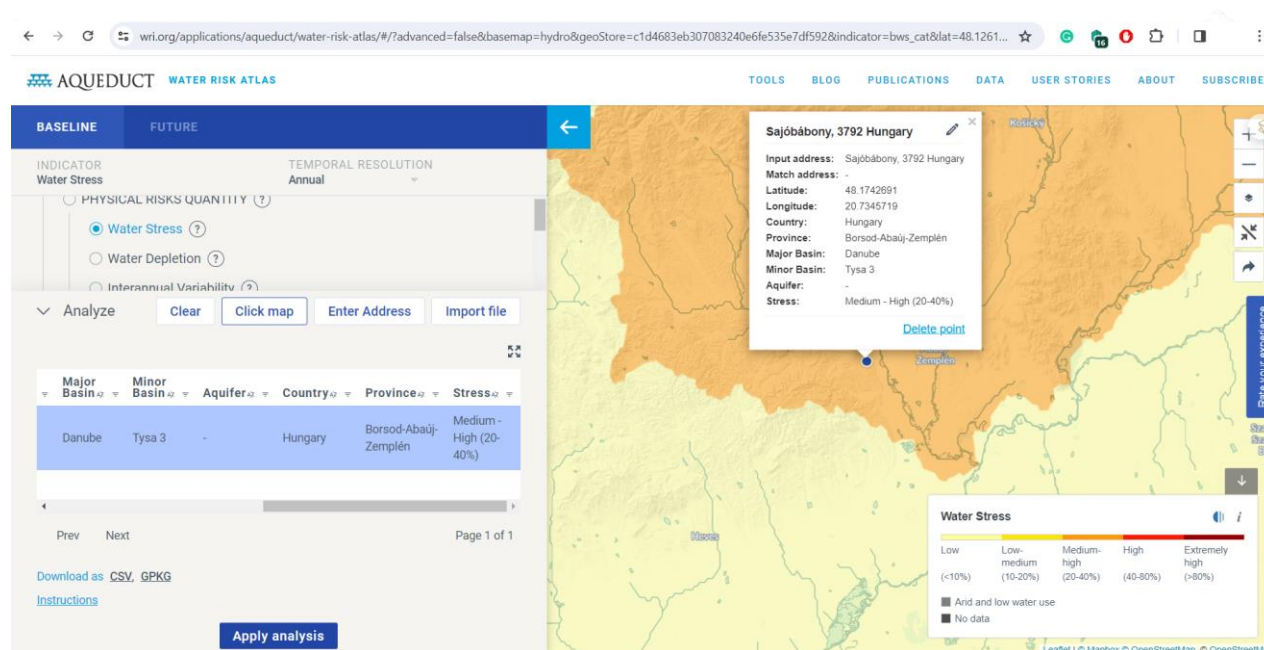 wri.org/applications/aqueduct/water-risk-atlas/#/?advanced=false&basemap=hydro&geoStore=c1d4683eb307083240e6fe535e7df592&indicator=bws_cat&lat=48.1261...
16
AQUEDUCT WATER RISK ATLAS
TOOLS BLOG PUBLICATIONS DATA USER STORIES ABOUT SUBSCRIBE
BASELINE FUTURE
INDICATOR TEMPORAL RESOLUTION
Water Stress Annual
PHYSICAL RISKS QUANTITY ?
Water Stress ?
Water Depletion ?
Interannual Variability ?
Analyze Clear Click map Enter Address Import file
Major Basin Minor Basin Aquifer Country Province Stress
Danube Tysa 3 - Hungary Borsod-Abaúj-Zemplén Medium - High (20-40%)
Prev Next Page 1 of 1
Download as CSV, GPKG
Instructions
Apply analysis
Sajóbábony, 3792 Hungary
Input address: Sajóbábony, 3792 Hungary
Match address: -
Latitude: 48.1742691
Longitude: 20.7345719
Country: Hungary
Province: Borsod-Abaúj-Zemplén
Major Basin: Danube
Minor Basin: Tysa 3
Aquifer: -
Stress: Medium - High (20-40%)
Delete point
Košický
Zemplén
Heves
Rate your experience
Water Stress
Low Low-medium Medium-high High Extremely high
(<10%) (10-20%) (20-40%) (40-80%) (>80%)
Arid and low water use
No data
Leaflet | © Mapbox © OpenStreetMap, © OpenStreetM